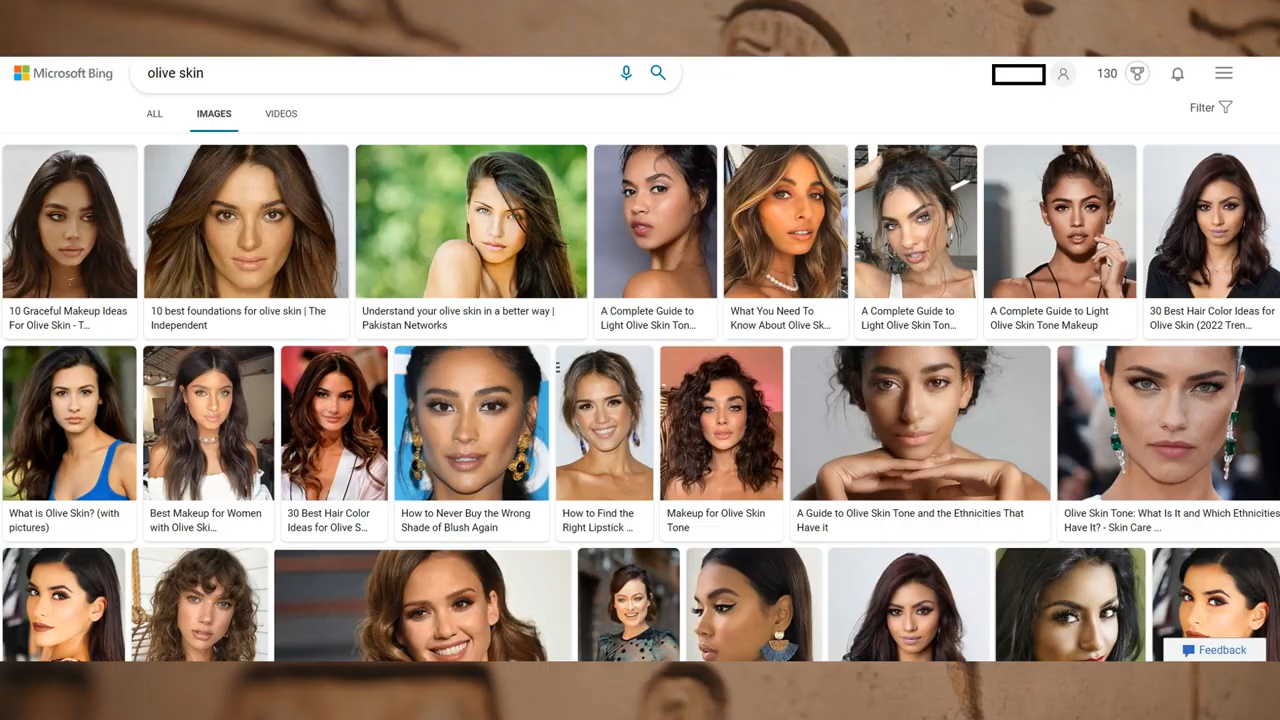 Microsoft Bing
olive skin
130
ALL
IMAGES
VIDEOS
Filter
10 Graceful Makeup Ideas
For Olive Skin - T...
10 best foundations for olive skin | The
Independent
Understand your olive skin in a better way |
Pakistan Networks
A Complete Guide to
Light Olive Skin Ton...
What You Need To
Know About Olive Sk...
A Complete Guide to
Light Olive Skin Ton...
A Complete Guide to Light
Olive Skin Tone Makeup
30 Best Hair Color Ideas for
Olive Skin (2022 Tren...
What is Olive Skin? (with
pictures)
Best Makeup for Women
with Olive Ski...
30 Best Hair Color
Ideas for Olive S...
How to Never Buy the Wrong
Shade of Blush Again
How to Find the
Right Lipstick ...
Makeup for Olive Skin
Tone
A Guide to Olive Skin Tone and the Ethnicities That
Have it
Olive Skin Tone: What Is It and Which Ethnicities
Have It? - Skin Care ...
Feedback